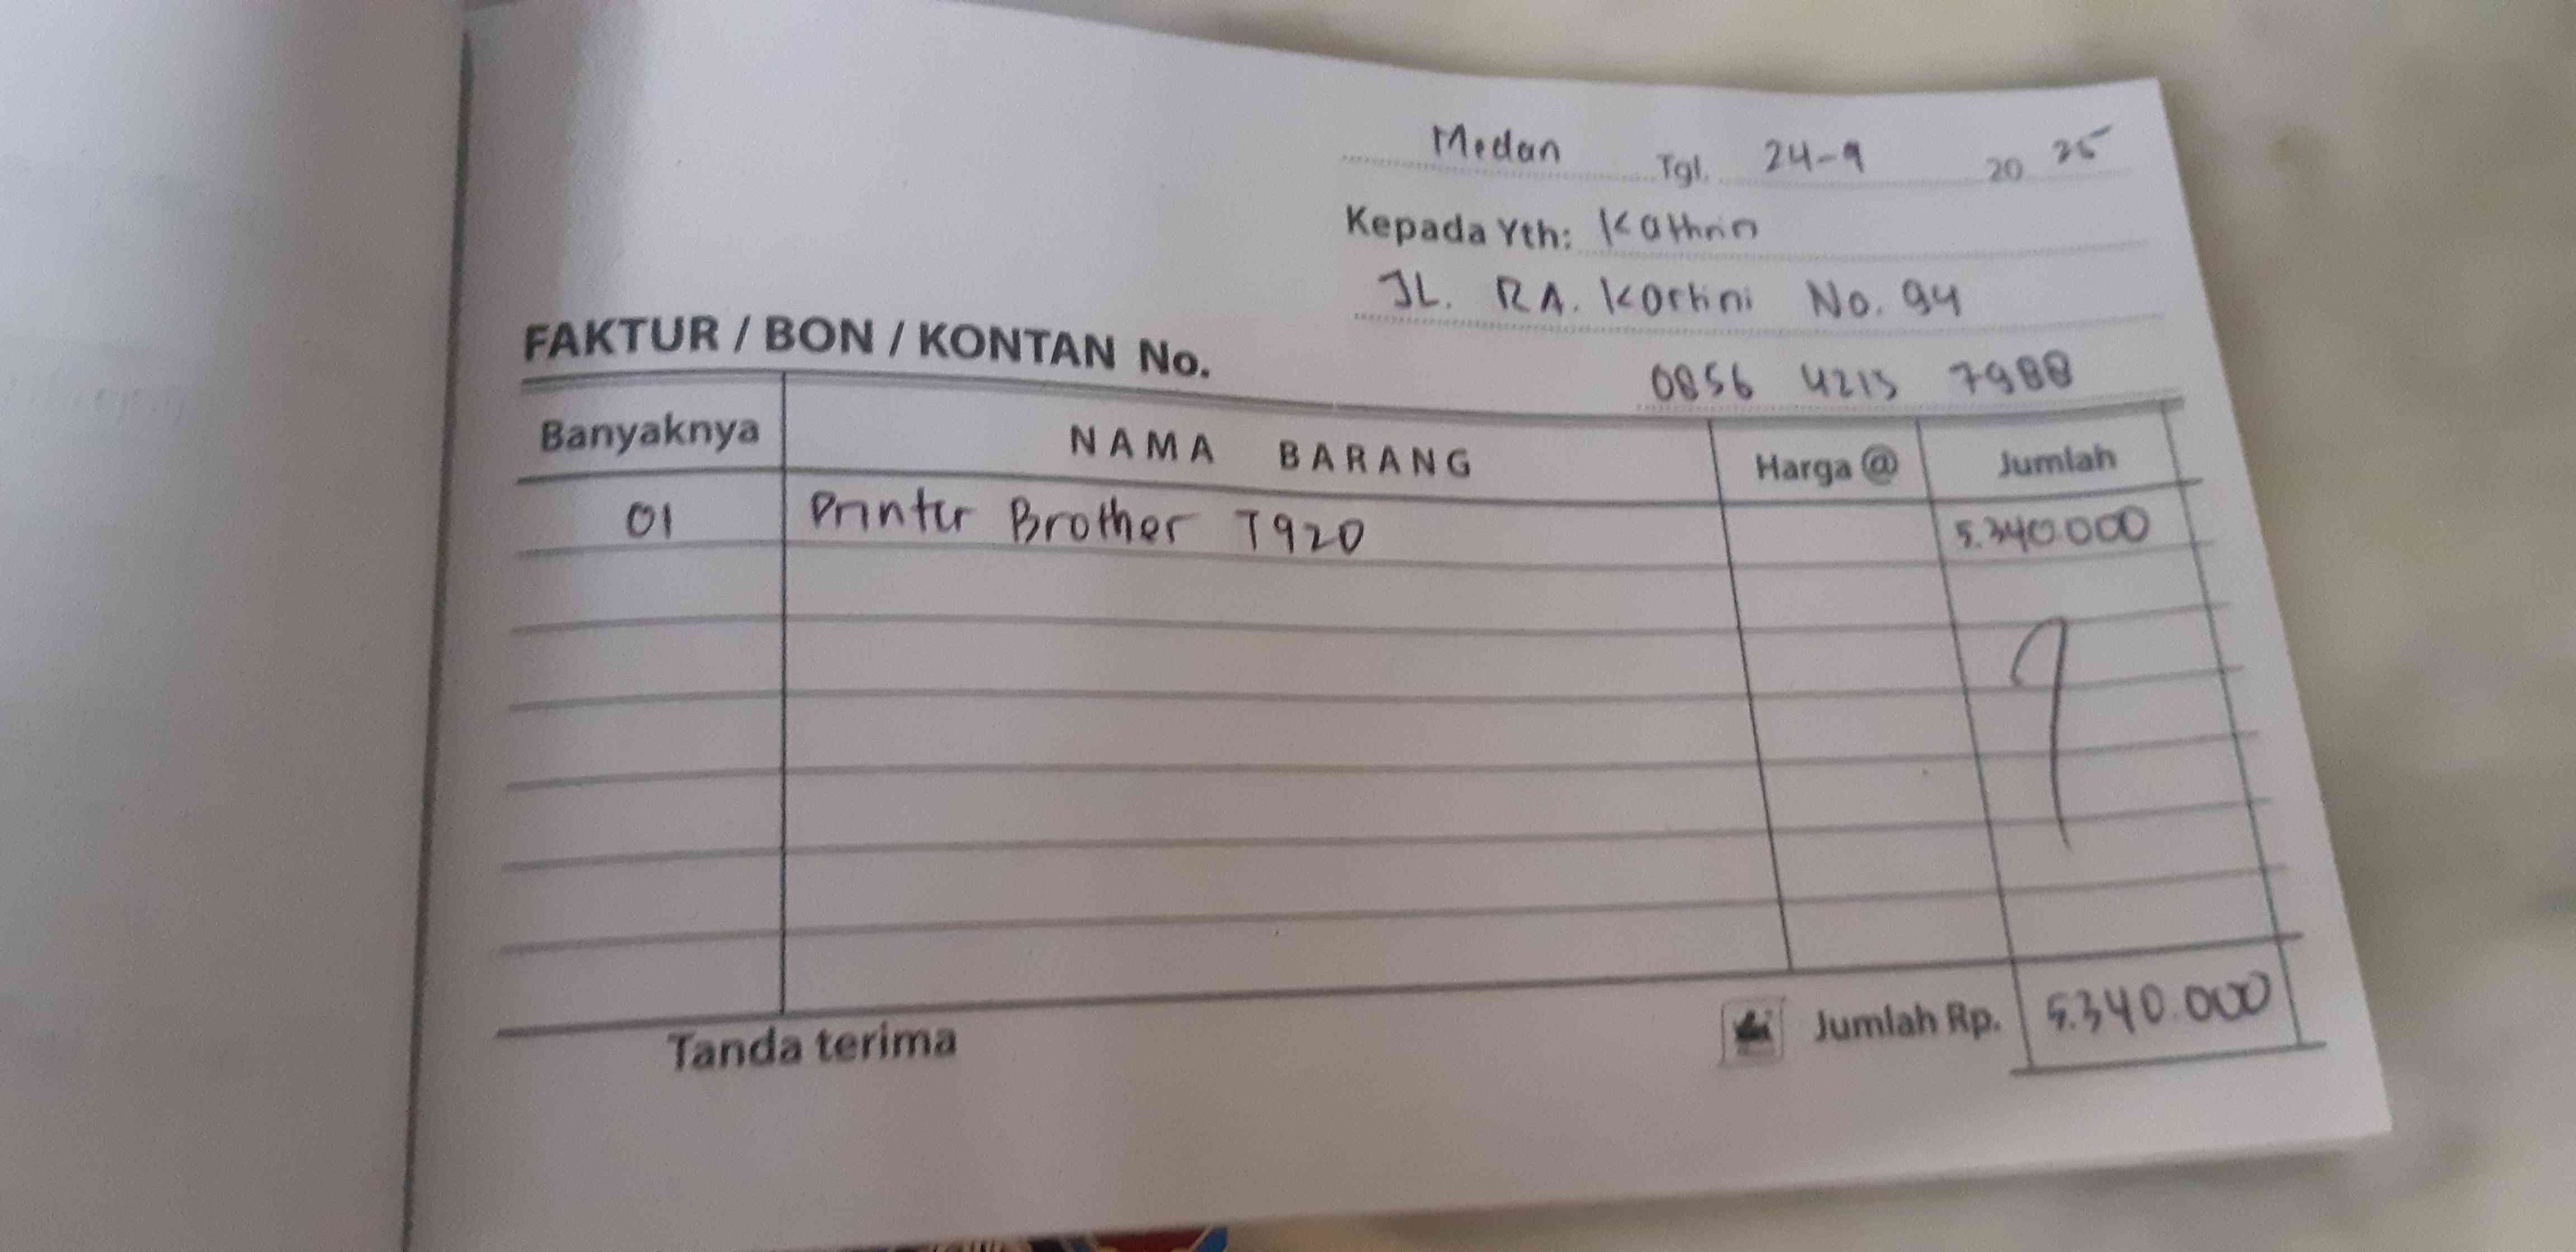 Medan Tgl. 24-9 20 25
Kepada Yth: Kathrin
JL. RA. Kartini No. 94
FAKTUR / BON / KONTAN No.
0856 4215 7988
Banyaknya NAMA BARANG Harga @ Jumlah
01 Printer Brother T920 5.340.000
Tanda terima Jumlah Rp. 5.340.000